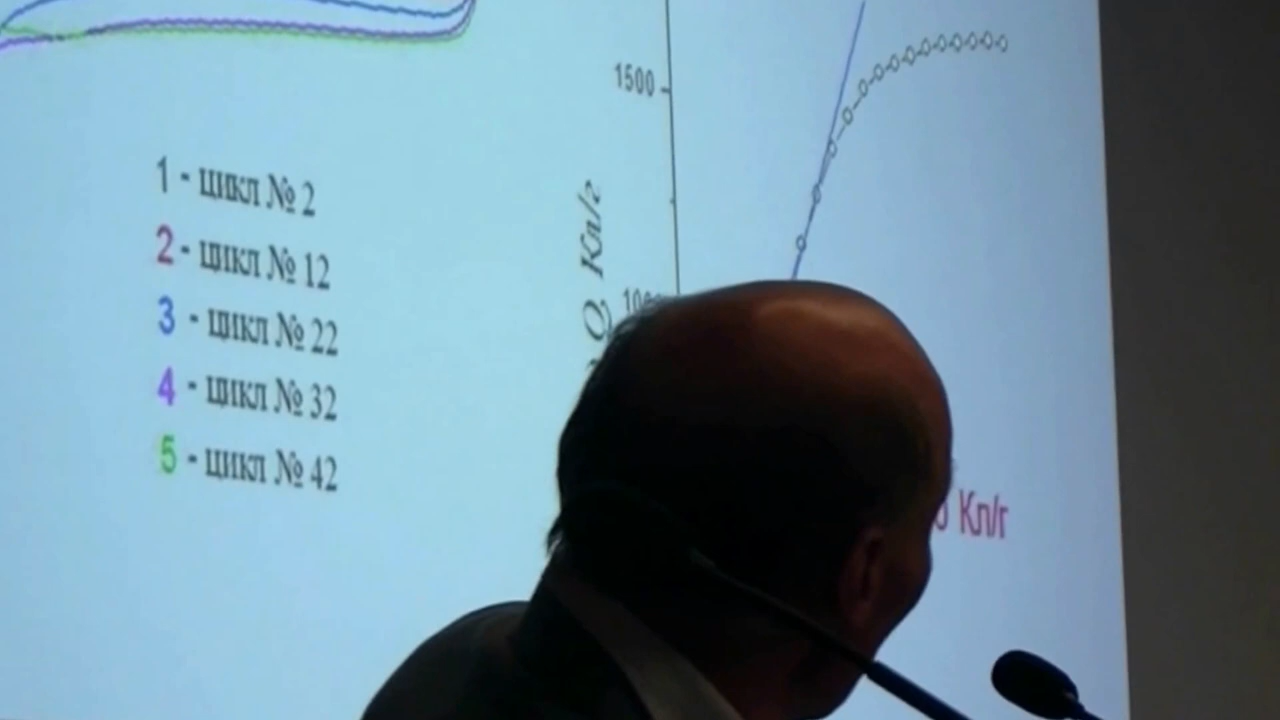 1500
1 - цикл № 2
2 - цикл № 12
3 - цикл № 22
4 - цикл № 32
5 - цикл № 42
Q, Кл/г
Кл/г